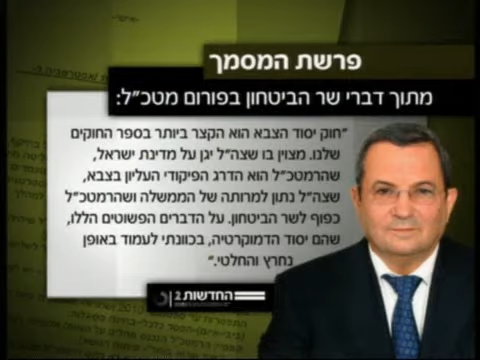 פרשת המסמך
מתוך דברי שר הביטחון בפורום מטכ"ל:
"חוק יסוד הצבא הוא הקצר ביותר בספר החוקים
שלנו. מצוין בו שצה"ל יגן על מדינת ישראל,
שהרמטכ"ל הוא הדרג הפיקודי העליון בצבא,
שצה"ל נתון למרותה של הממשלה ושהרמטכ"ל
כפוף לשר הביטחון. על הדברים הפשוטים הללו,
שהם יסוד הדמוקרטיה, בכוונתי לעמוד באופן
נחרץ והחלטי."
החדשות 2